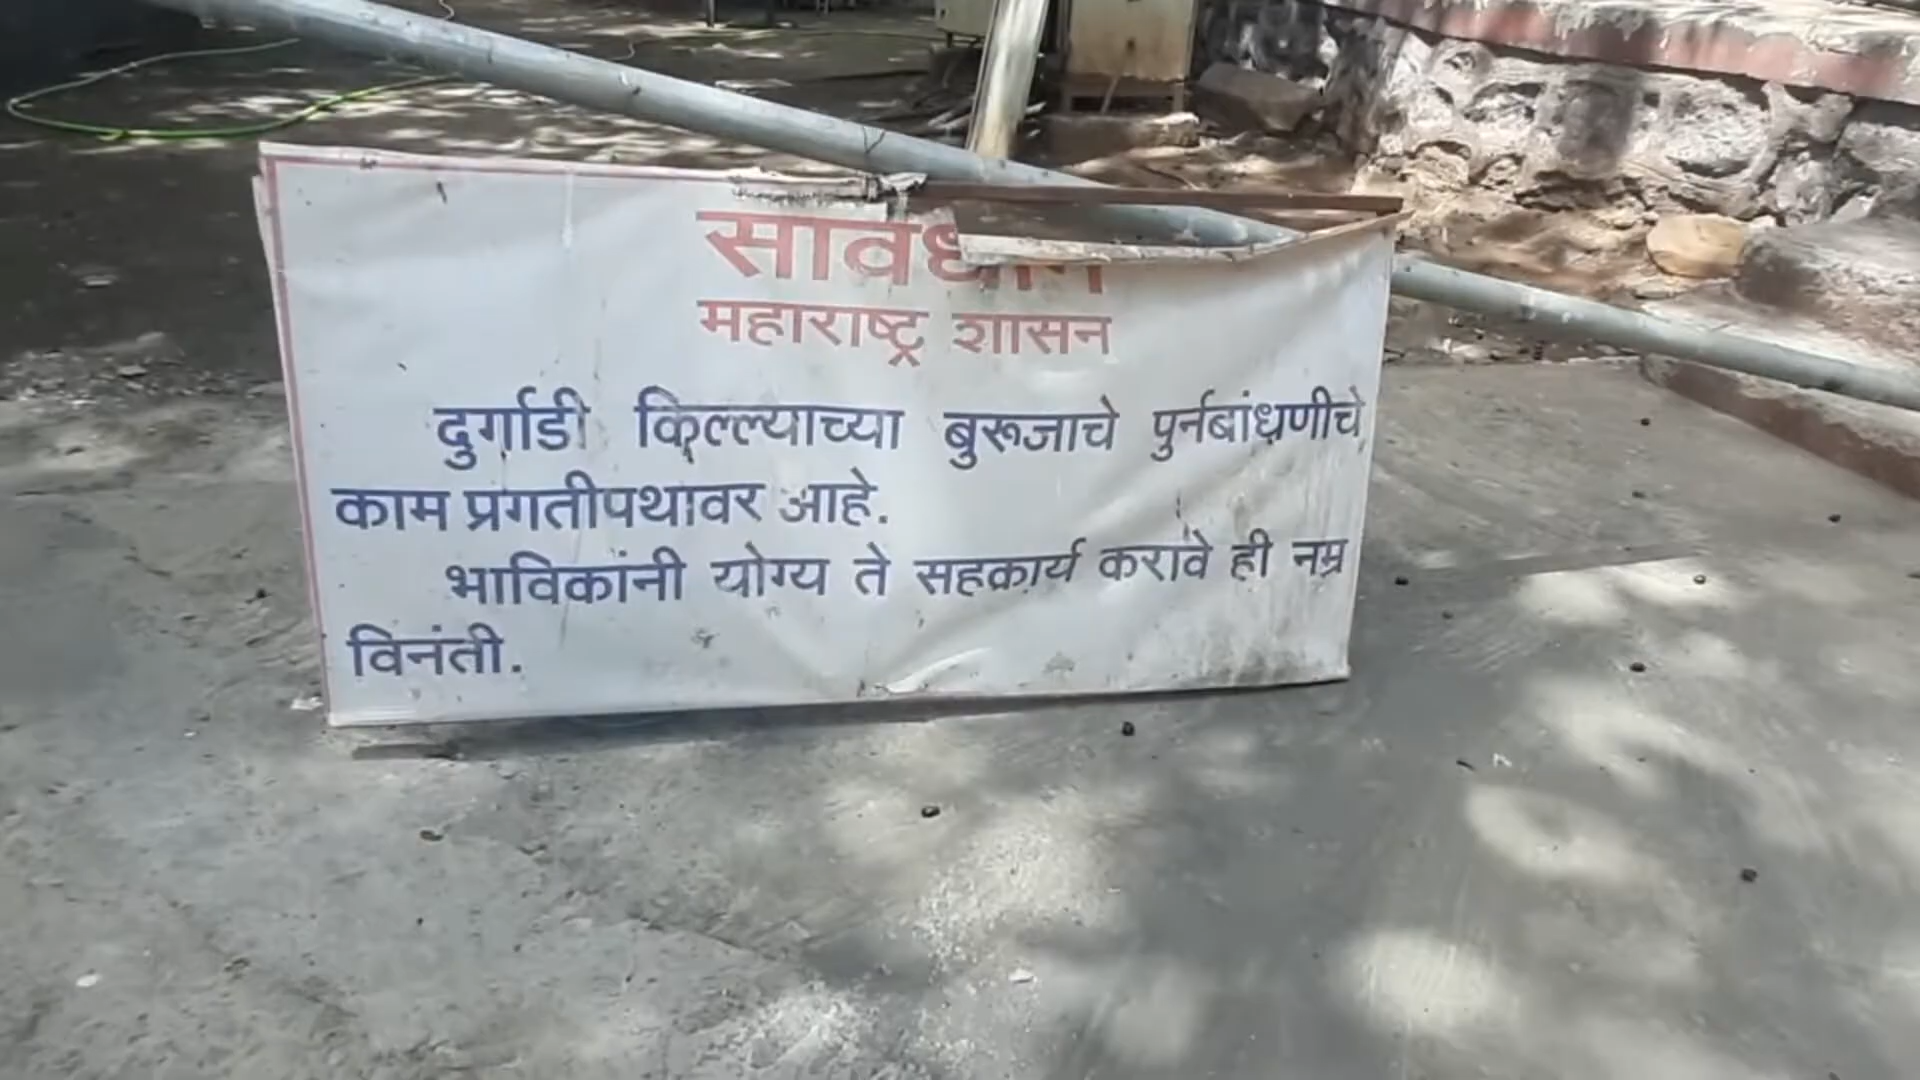 सावधान
महाराष्ट्र शासन
दुर्गाडी किल्ल्याच्या बुरूजाचे पुर्नबांधणीचे
काम प्रगतीपथावर आहे.
भाविकांनी योग्य ते सहकार्य करावे ही नम्र
विनंती.